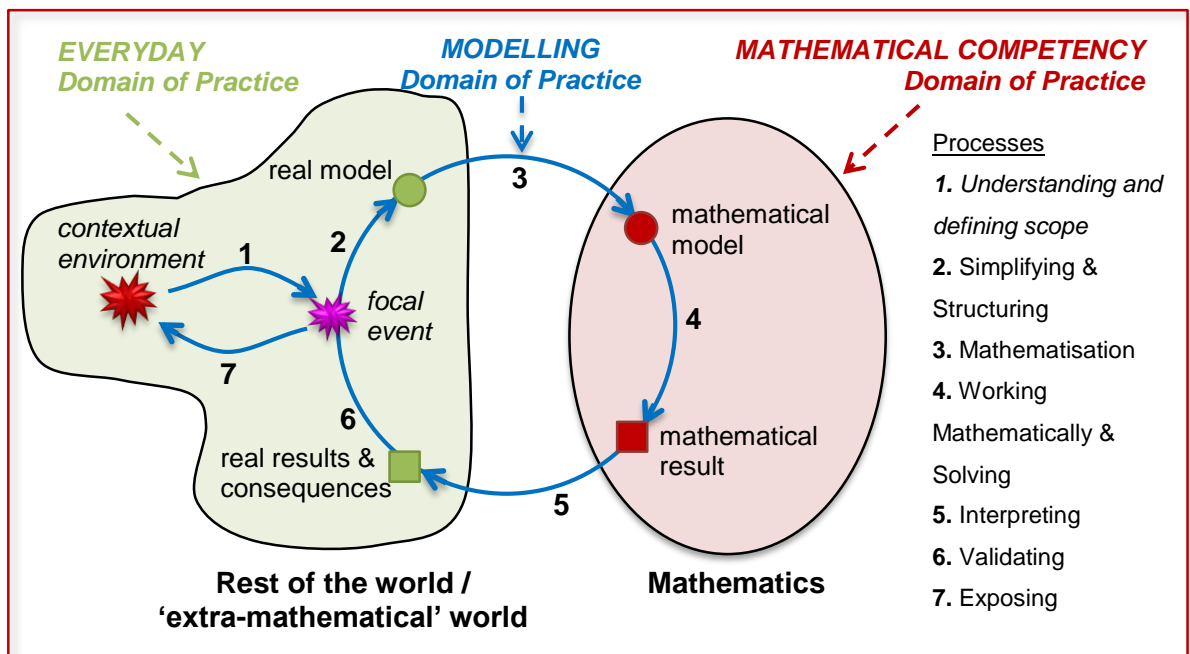 EVERYDAY
Domain of Practice
MODELLING
Domain of Practice
MATHEMATICAL COMPETENCY
Domain of Practice
real model
3
contextual
environment
1
2
focal
event
7
6
real results &
consequences
mathematical
model
4
mathematical
result
5
Rest of the world /
‘extra-mathematical’ world
Mathematics
Processes
1. Understanding and
defining scope
2. Simplifying &
Structuring
3. Mathematisation
4. Working
Mathematically &
Solving
5. Interpreting
6. Validating
7. Exposing